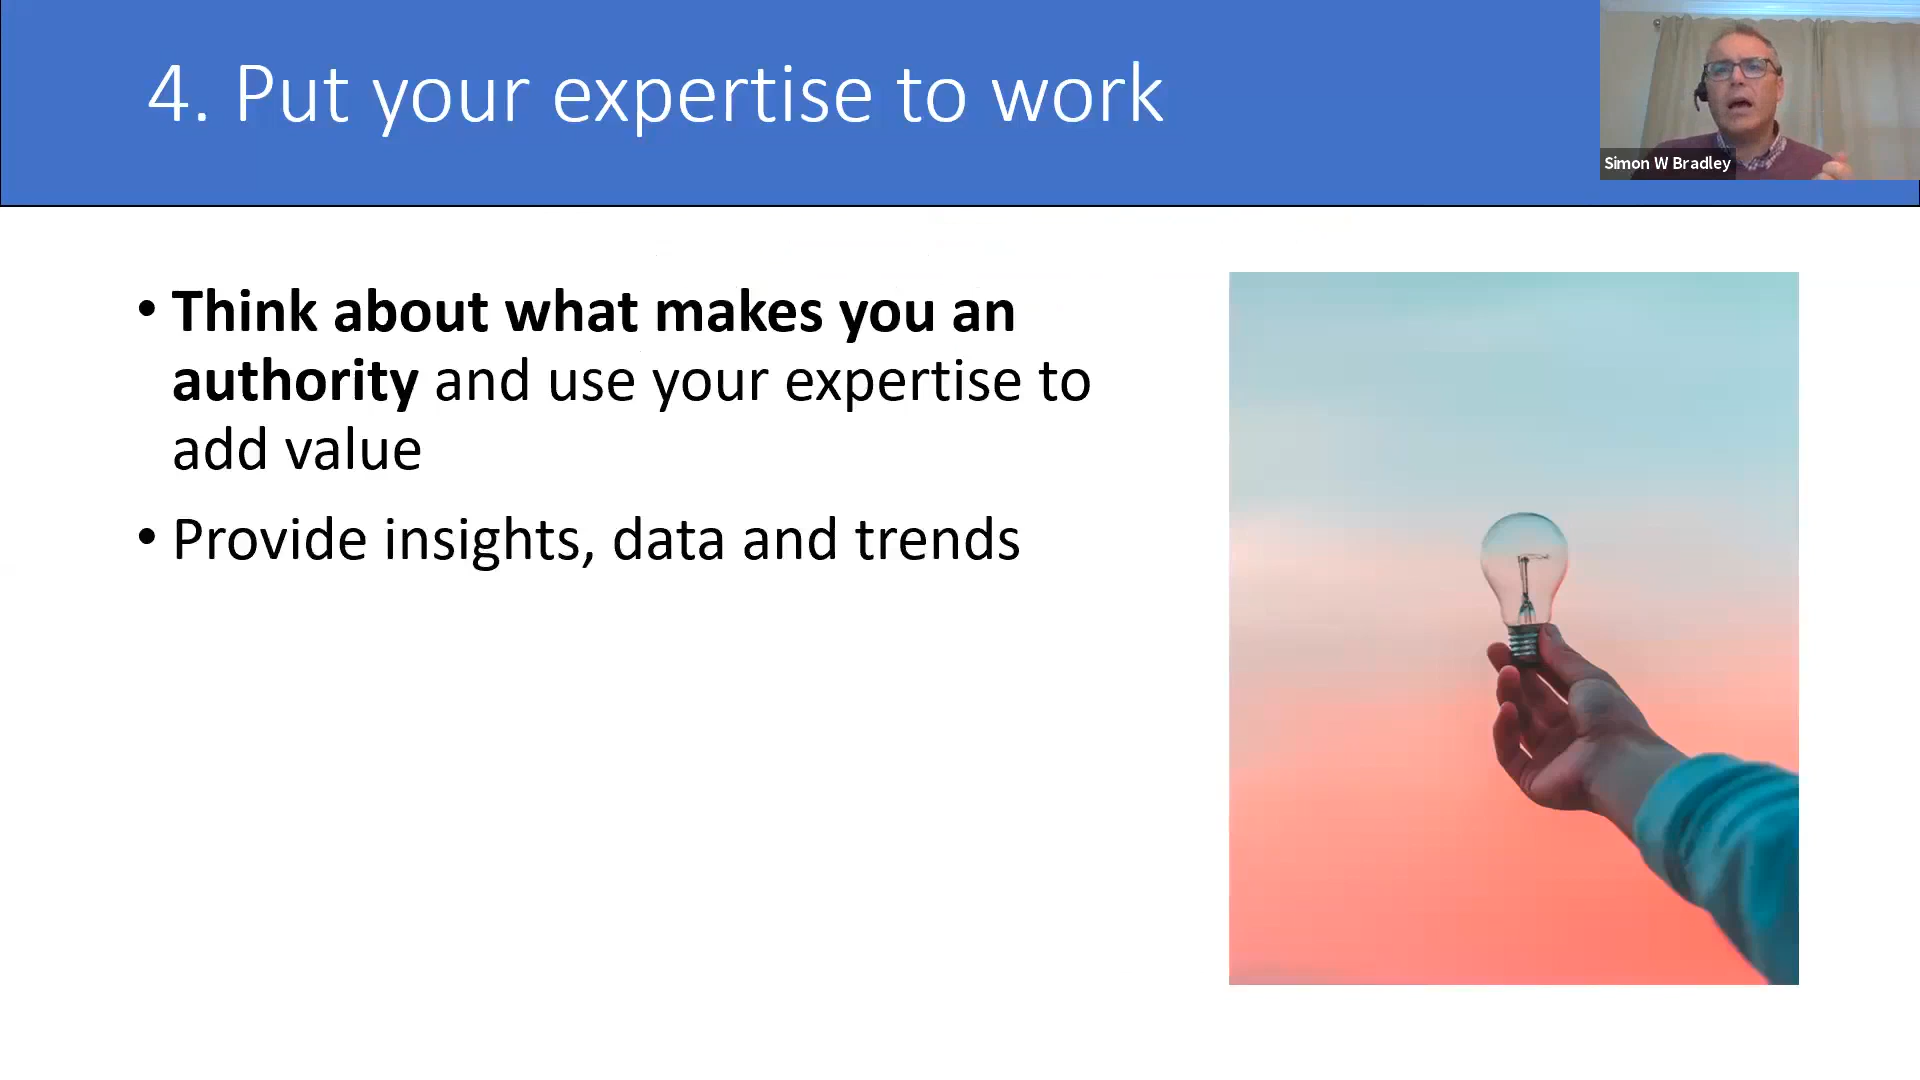 4. Put your expertise to work
Simon W Bradley
• Think about what makes you an
authority and use your expertise to
add value
• Provide insights, data and trends